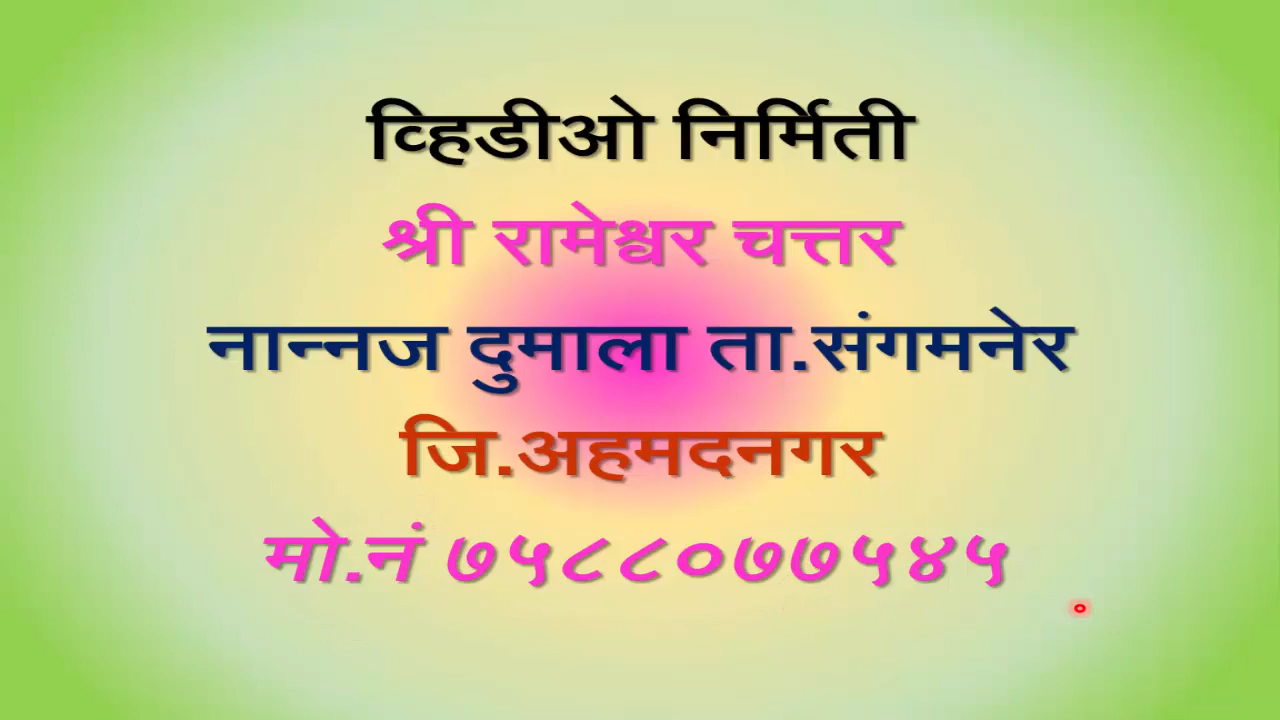 व्हिडीओ निर्मिती
श्री रामेश्वर चत्तर
नान्नज दुमाला ता.संगमनेर
जि.अहमदनगर
मो.नं ७५८८०७७५४५